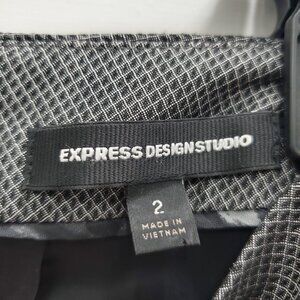 EXPRESS DESIGN STUDIO
2
MADE IN
VIETNAM